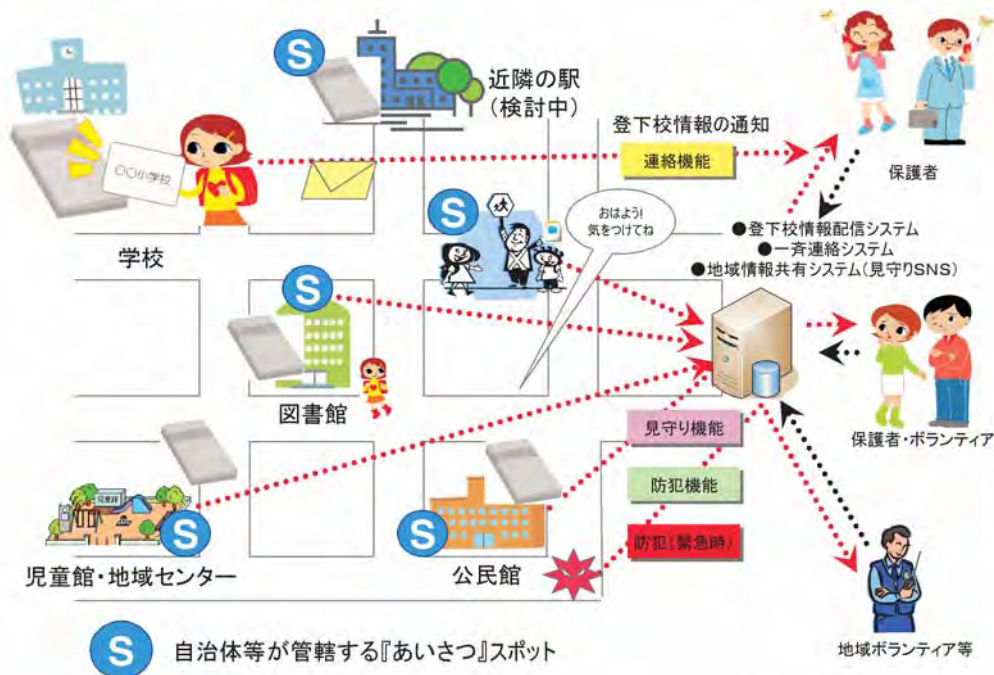 S
近隣の駅
(検討中)
登下校情報の通知
連絡機能
保護者
〇〇小学校
学校
S
おはよう!
気をつけてね
●登下校情報配信システム
●一斉連絡システム
●地域情報共有システム(見守りSNS)
S
図書館
見守り機能
保護者・ボランティア
防犯機能
児童館
S
S
防犯(緊急時)
児童館・地域センター
公民館
S
自治体等が管轄する『あいさつ』スポット
地域ボランティア等